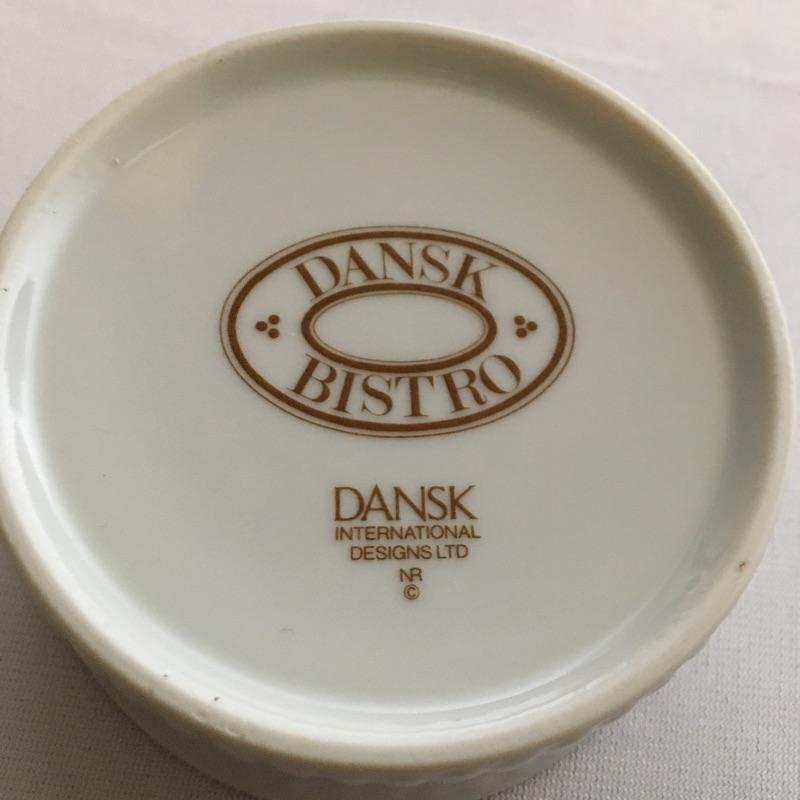 DANSK
BISTRO
DANSK
INTERNATIONAL
DESIGNS LTD
NR
©